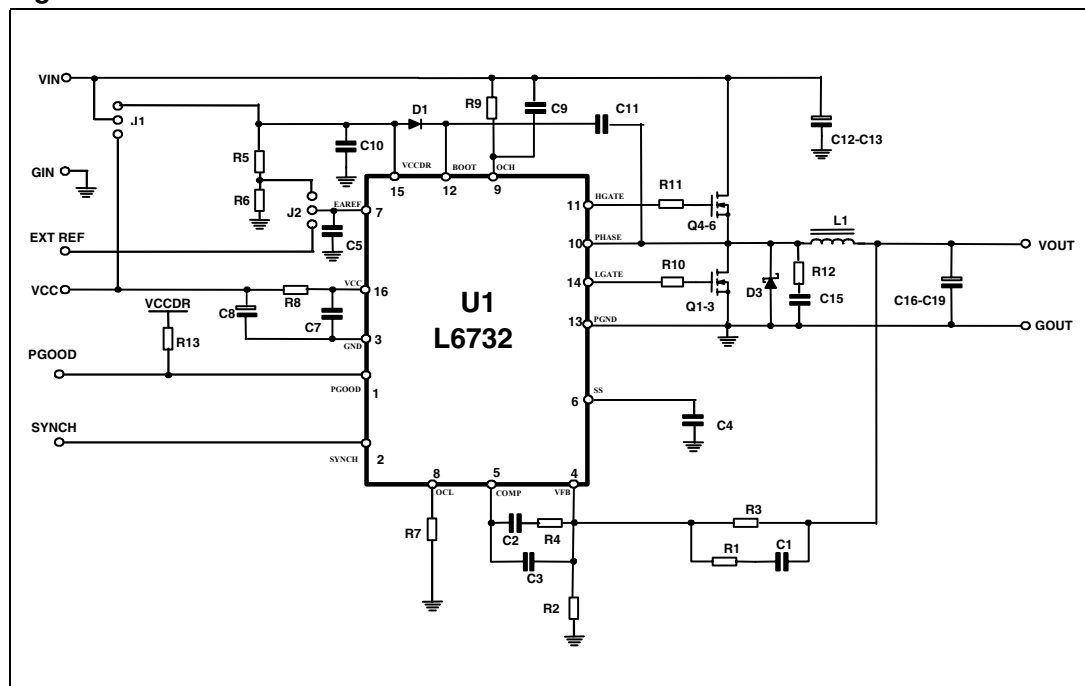 VIN
J1
R9
C9
C11
D1
C12-C13
GIN
R5
C10
VCCDR
BOOT
OCH
15
12
9
R6
J2
EAREF
7
HGATE
11
R11
Q4-6
L1
EXT REF
C5
PHASE
10
VOUT
VCC
R8
VCC
16
LGATE
14
R10
Q1-3
D3
R12
C15
C16-C19
VCCDR
C8
C7
U1
L6732
R13
3
GND
13
PGND
GOUT
PGOOD
PGOOD
1
SS
6
C4
SYNCH
SYNCH
2
8
OCL
5
COMP
4
VFB
R7
C2
R4
C3
R3
R1
C1
R2